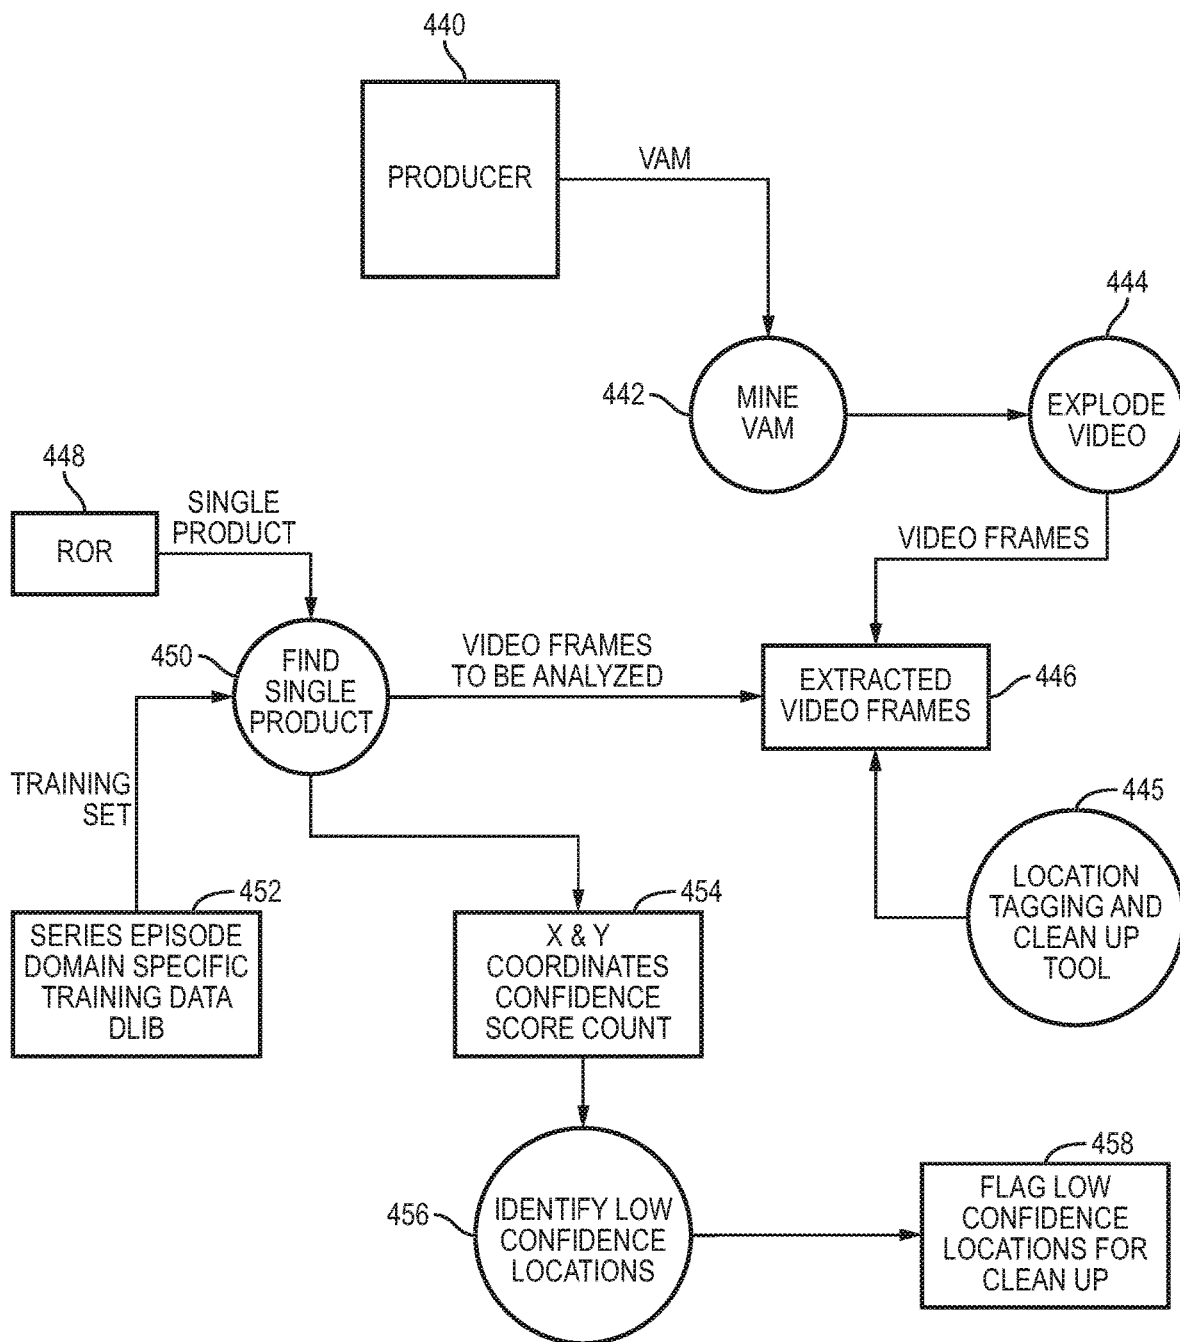 440
PRODUCER
VAM
444
442
MINE
VAM
EXPLODE
VIDEO
448
ROR
SINGLE
PRODUCT
VIDEO FRAMES
450
FIND
SINGLE
PRODUCT
VIDEO FRAMES
TO BE ANALYZED
EXTRACTED
VIDEO FRAMES
446
TRAINING
SET
445
LOCATION
TAGGING AND
CLEAN UP
TOOL
452
SERIES EPISODE
DOMAIN SPECIFIC
TRAINING DATA
DLIB
454
X & Y
COORDINATES
CONFIDENCE
SCORE COUNT
456
IDENTIFY LOW
CONFIDENCE
LOCATIONS
458
FLAG LOW
CONFIDENCE
LOCATIONS FOR
CLEAN UP